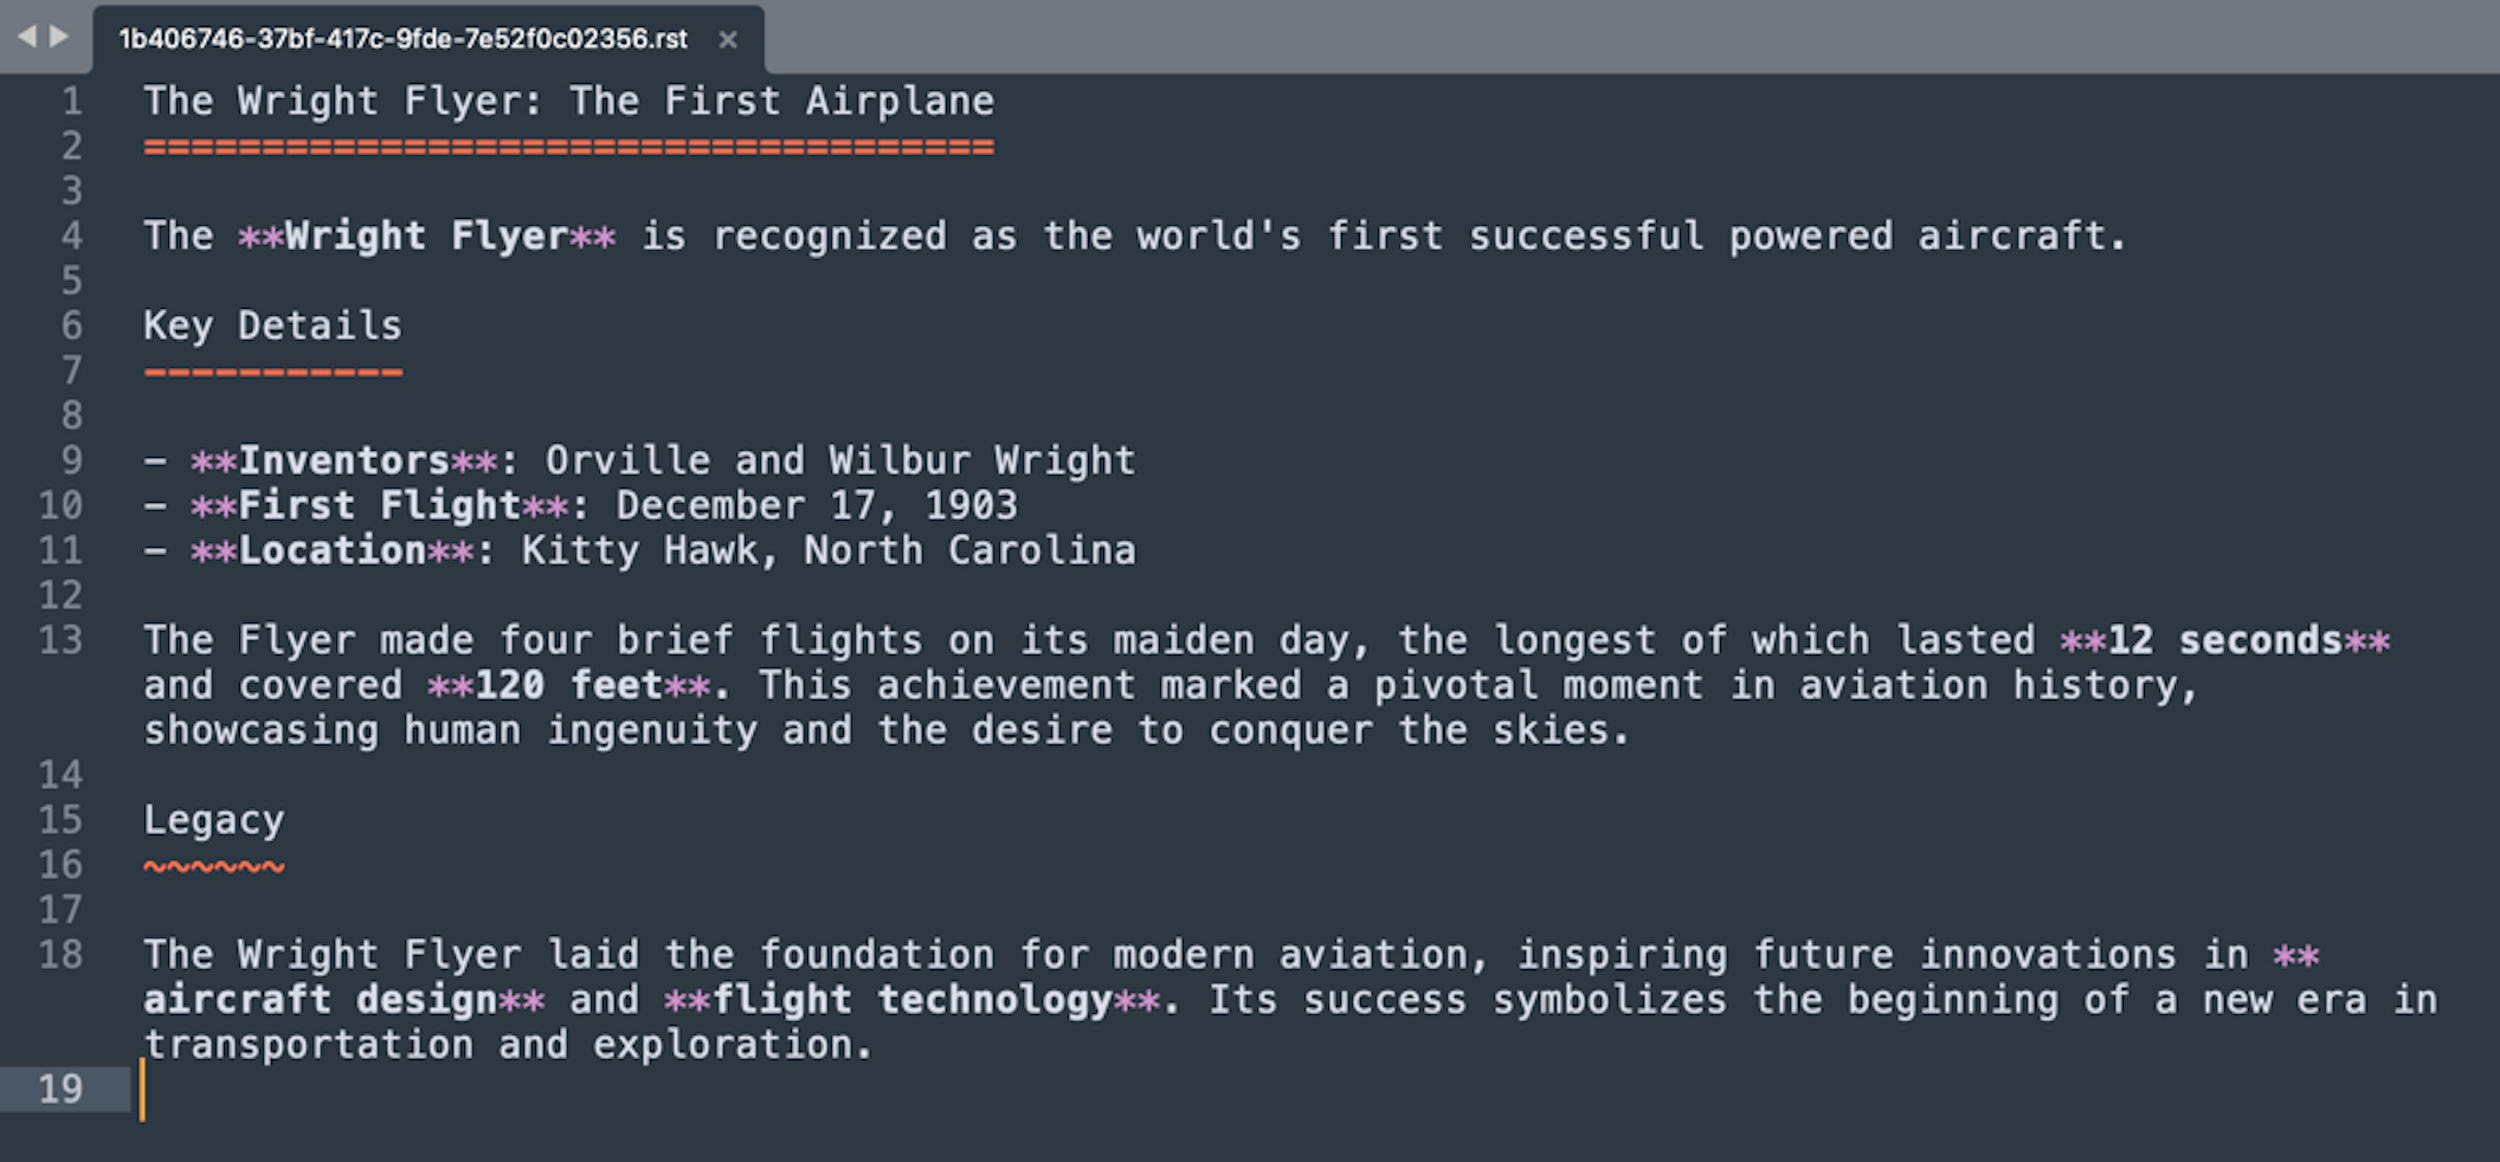 1b406746-37bf-417c-9fde-7e52f0c02356.rst ×
1 The Wright Flyer: The First Airplane
2 ====================================
3
4 The **Wright Flyer** is recognized as the world's first successful powered aircraft.
5
6 Key Details
7 -----------
8
9 - **Inventors**: Orville and Wilbur Wright
10 - **First Flight**: December 17, 1903
11 - **Location**: Kitty Hawk, North Carolina
12
13 The Flyer made four brief flights on its maiden day, the longest of which lasted **12 seconds**
and covered **120 feet**. This achievement marked a pivotal moment in aviation history,
showcasing human ingenuity and the desire to conquer the skies.
14
15 Legacy
16 ~~~~~~
17
18 The Wright Flyer laid the foundation for modern aviation, inspiring future innovations in **
aircraft design** and **flight technology**. Its success symbolizes the beginning of a new era in
transportation and exploration.
19